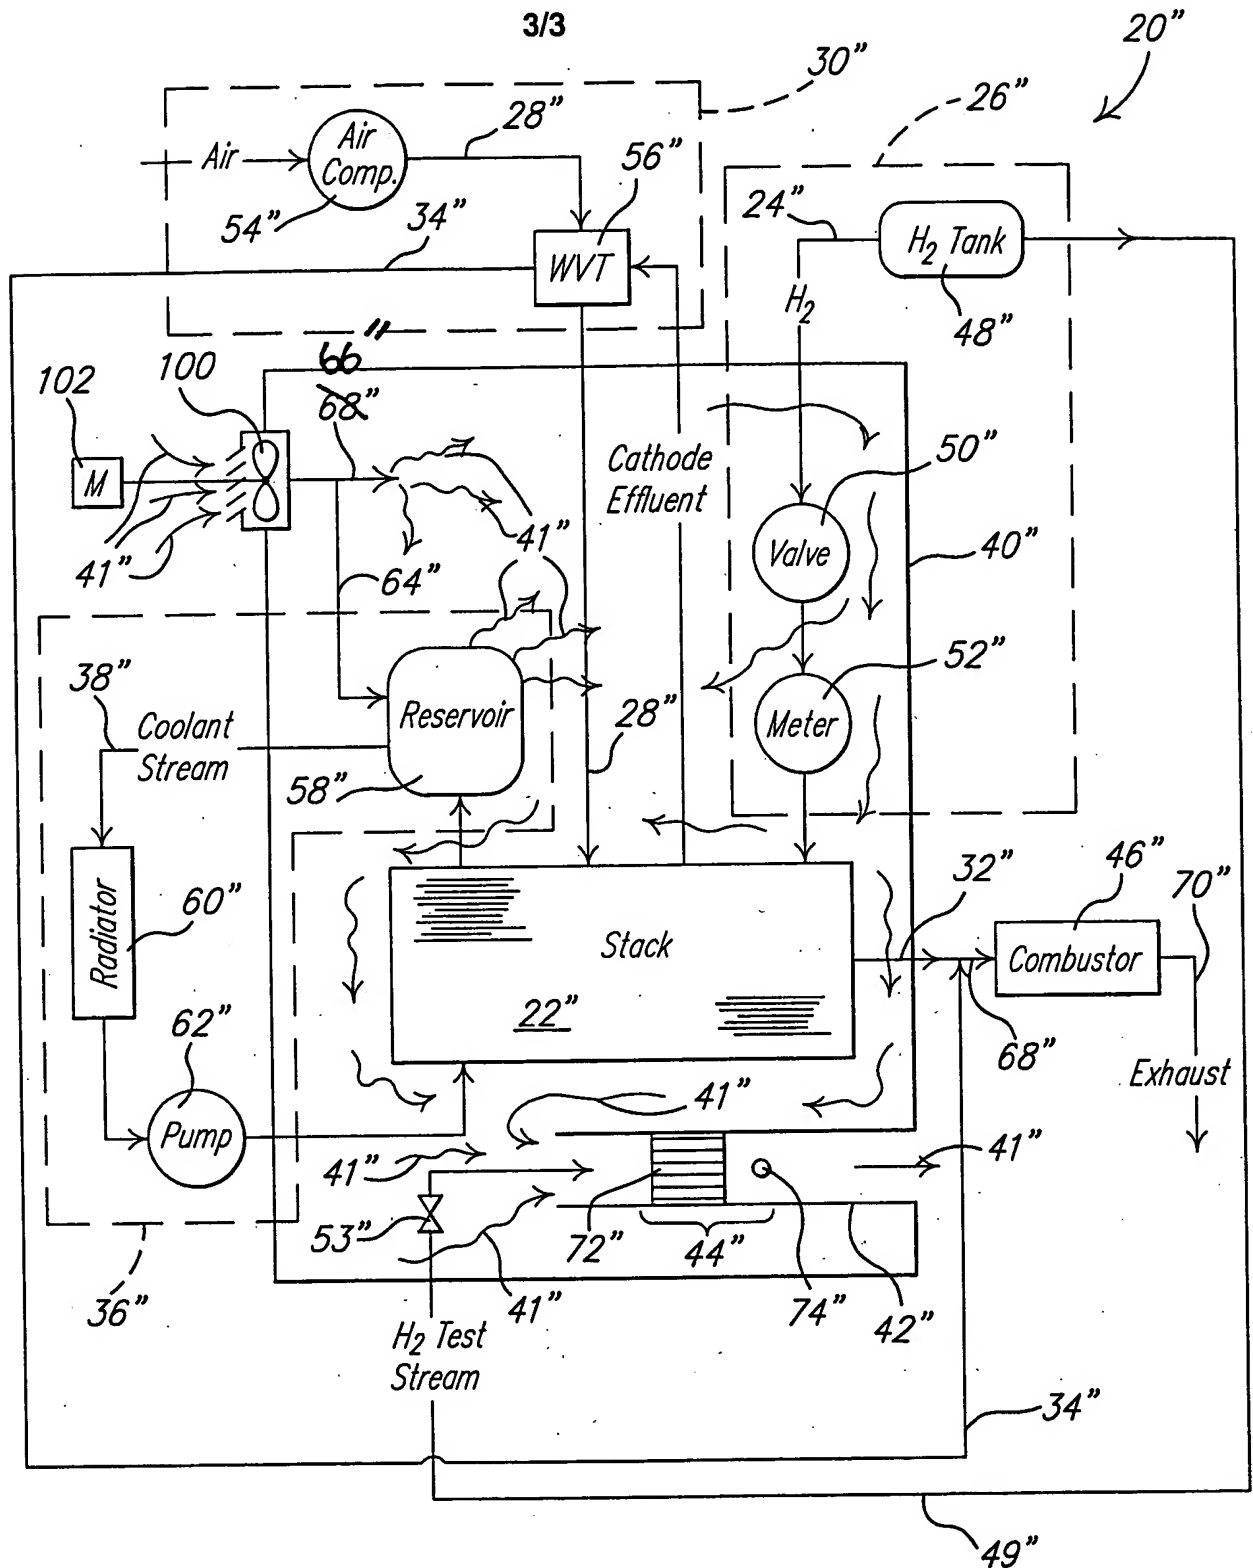 3/3
20”
30”
26”
28”
Air
Air
Comp.
56”
54”
34”
24”
H2 Tank
WVT
H2
48”
66”
68”
102
100
M
Cathode
Effluent
50”
Valve
41”
41”
40”
64”
52”
38”
Coolant
Stream
Reservoir
28”
Meter
58”
32”
46”
70”
Radiator
60”
Stack
Combustor
22”
62”
68”
Exhaust
Pump
41”
41”
41”
53”
72”
44”
36”
41”
74”
42”
H2 Test
Stream
34”
49”